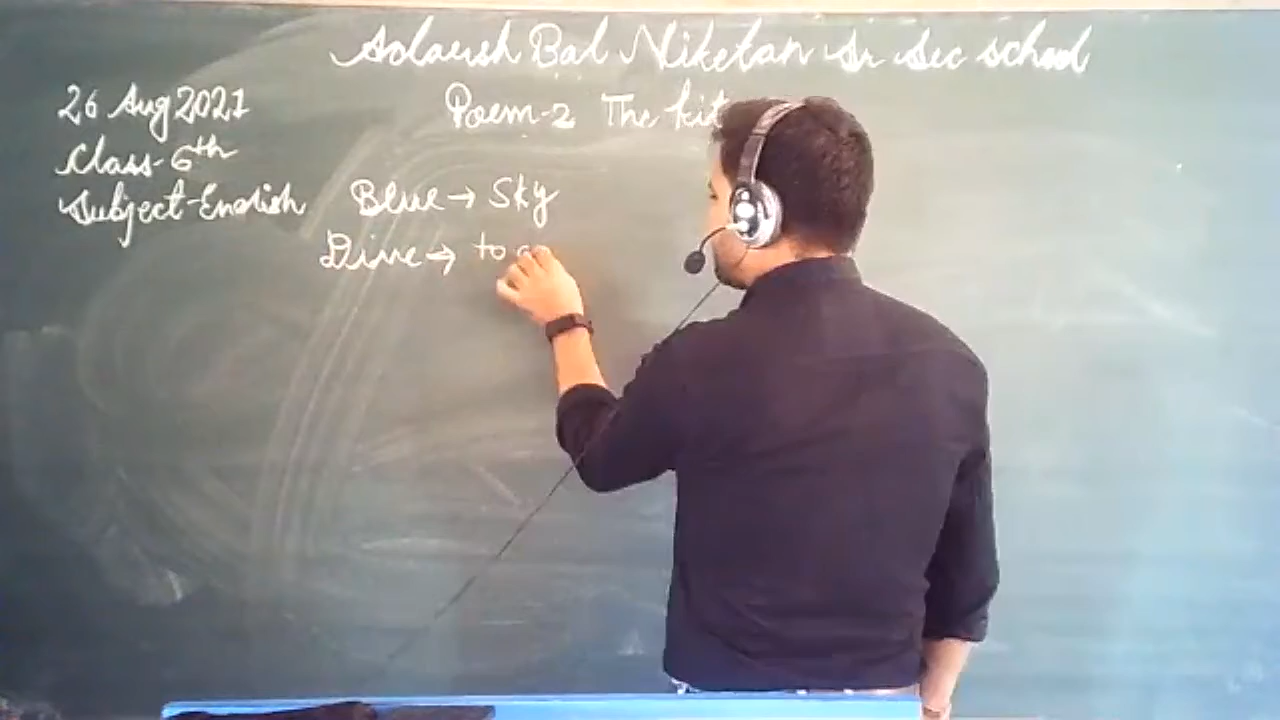 Adarsh Bal Niketan Sr Sec school
26 Aug 2021
Poem-2 The kit
Class-6th
Subject-English
Blue → Sky
Dive → to